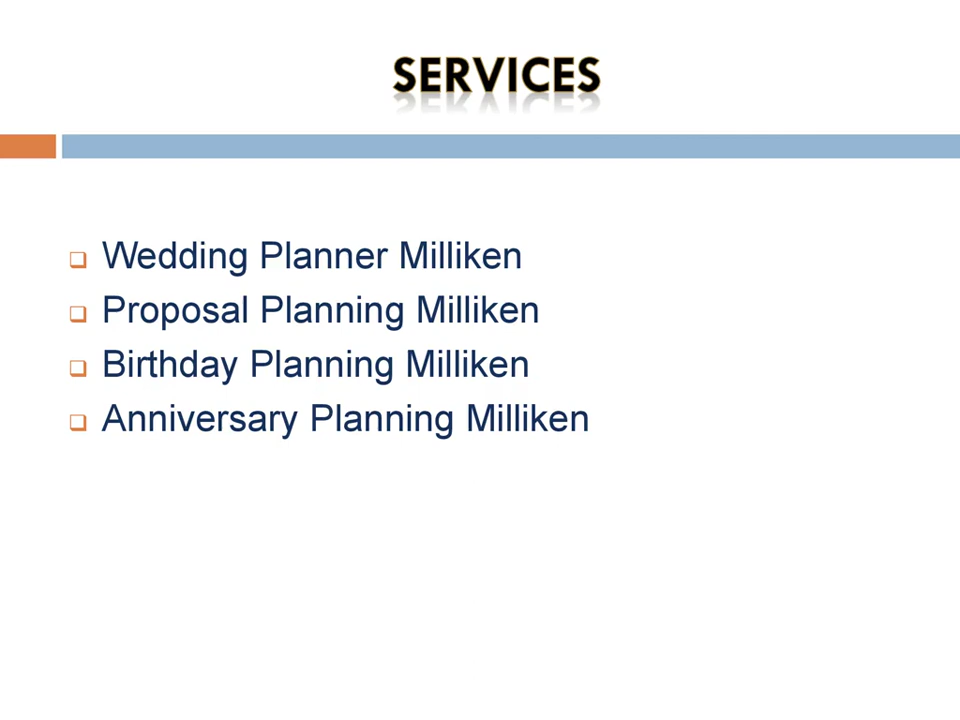 SERVICES
Wedding Planner Milliken
Proposal Planning Milliken
Birthday Planning Milliken
Anniversary Planning Milliken